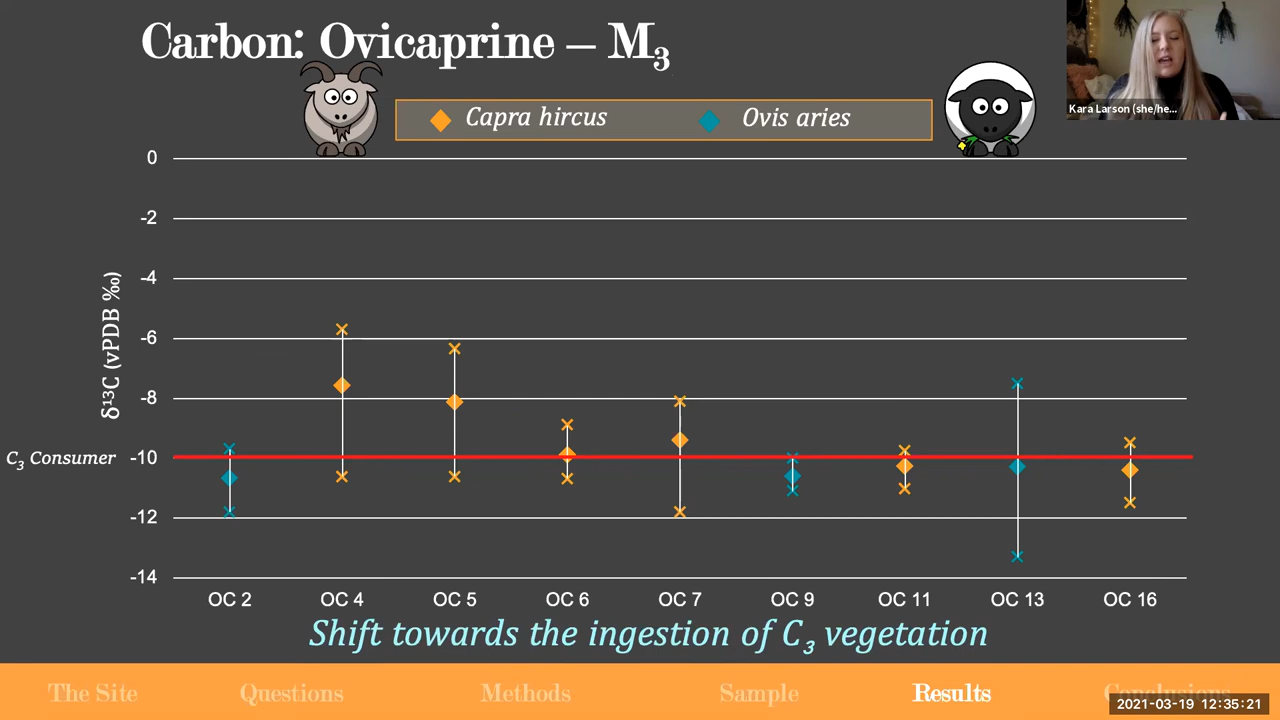 Carbon: Ovicaprine – M₃
Kara Larson (she/he...
Capra hircus
Ovis aries
0
-2
-4
-6
-8
-10
-12
-14
δ¹³C (vPDB ‰)
C₃ Consumer
OC 2 OC 4 OC 5 OC 6 OC 7 OC 9 OC 11 OC 13 OC 16
Shift towards the ingestion of C₃ vegetation
The Site Questions Methods Sample Results Conclusions
2021-03-19 12:35:21